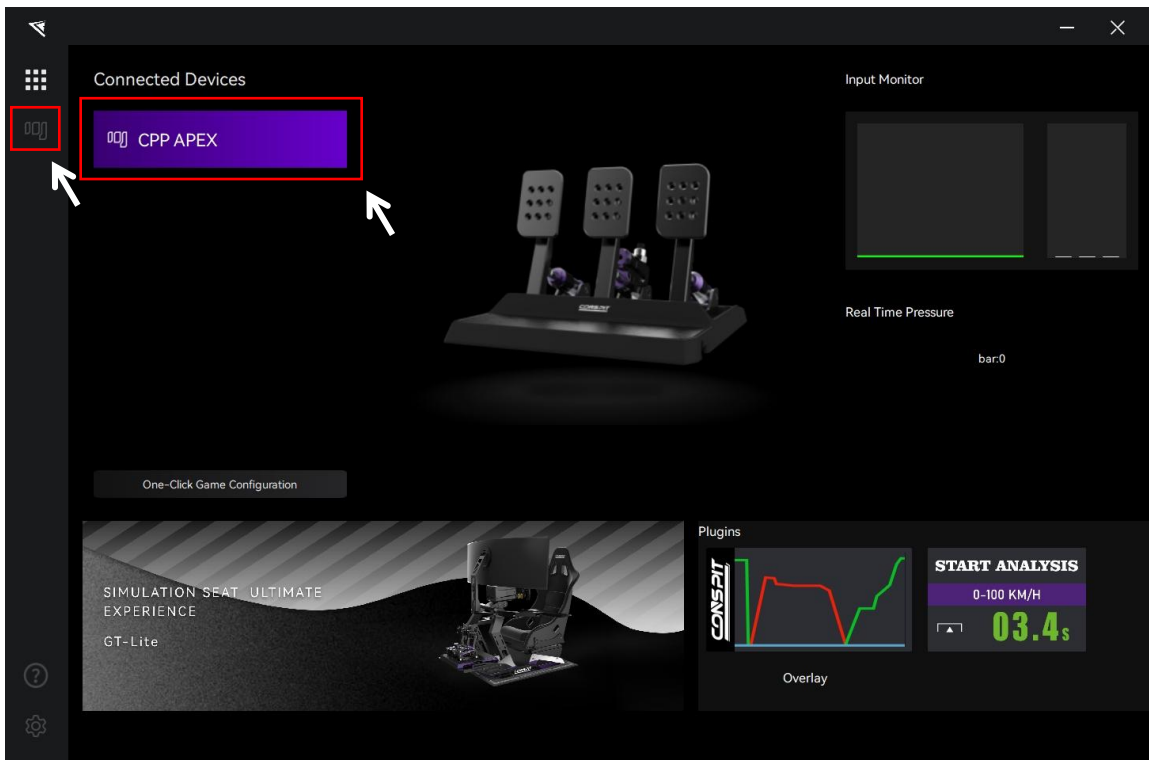 Connected Devices
CPP APEX
Input Monitor
Real Time Pressure
bar:0
CONSPIT
One-Click Game Configuration
SIMULATION SEAT ULTIMATE
EXPERIENCE
GT-Lite
Plugins
CONSPIT
Overlay
START ANALYSIS
0-100 KM/H
03.4s